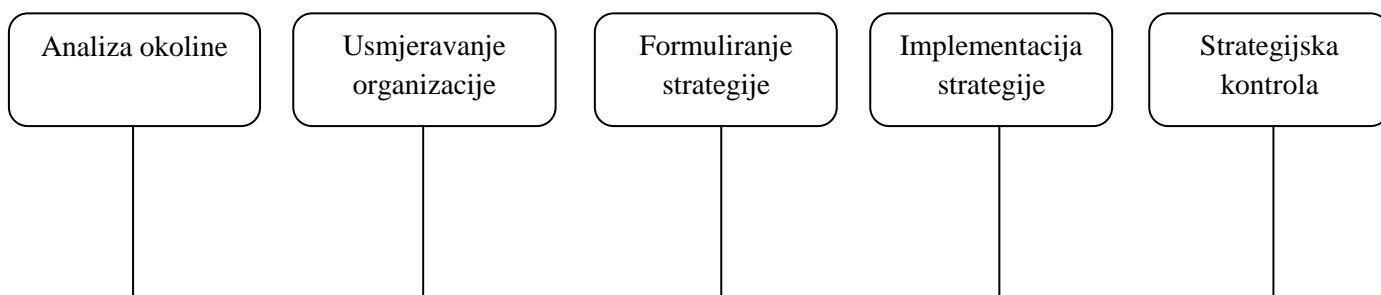 Analiza okoline
Usmjeravanje
organizacije
Formuliranje
strategije
Implementacija
strategije
Strategijska
kontrola